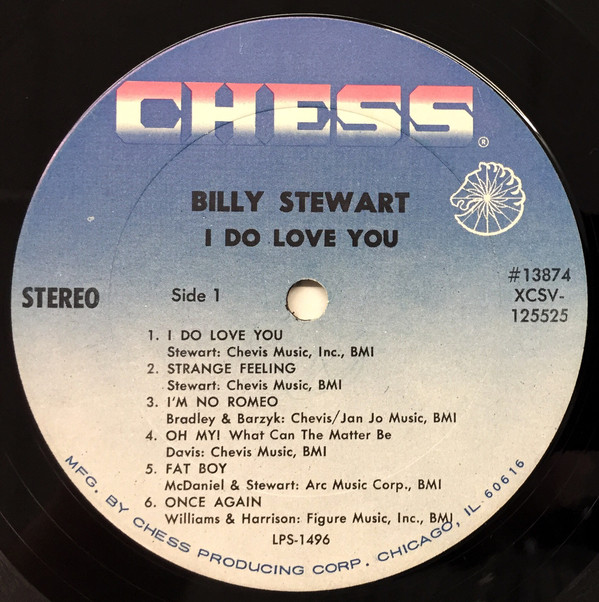 CHESS®
BILLY STEWART
I DO LOVE YOU
STEREO
Side 1
#13874
XCSV-
125525
1. I DO LOVE YOU
Stewart: Chevis Music, Inc., BMI
2. STRANGE FEELING
Stewart: Chevis Music, BMI
3. I'M NO ROMEO
Bradley & Barzyk: Chevis/Jan Jo Music, BMI
4. OH MY! What Can The Matter Be
Davis: Chevis Music, BMI
5. FAT BOY
McDaniel & Stewart: Arc Music Corp., BMI
6. ONCE AGAIN
Williams & Harrison: Figure Music, Inc., BMI
LPS-1496
MFG. BY CHESS PRODUCING CORP. CHICAGO, IL 60616